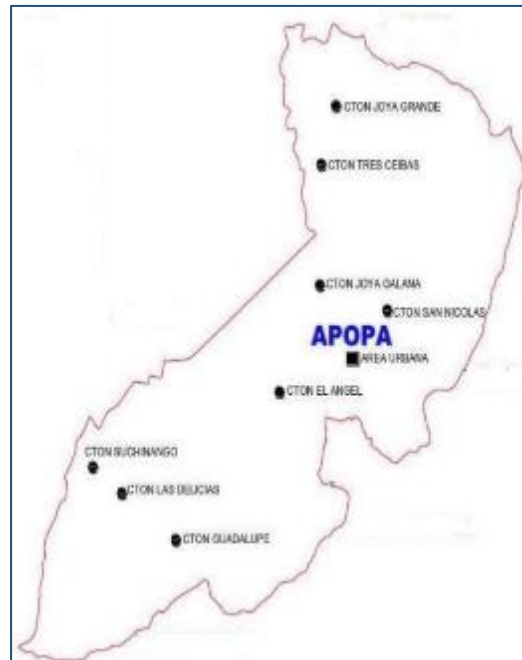 CTON JOYA GRANDE
CTON TRES CEIBAS
CTON JOYA GALANA
CTON SAN NICOLAS
APOPA
AREA URBANA
CTON EL ANGEL
CTON SUCHINANGO
CTON LAS DELICIAS
CTON GUADALUPE